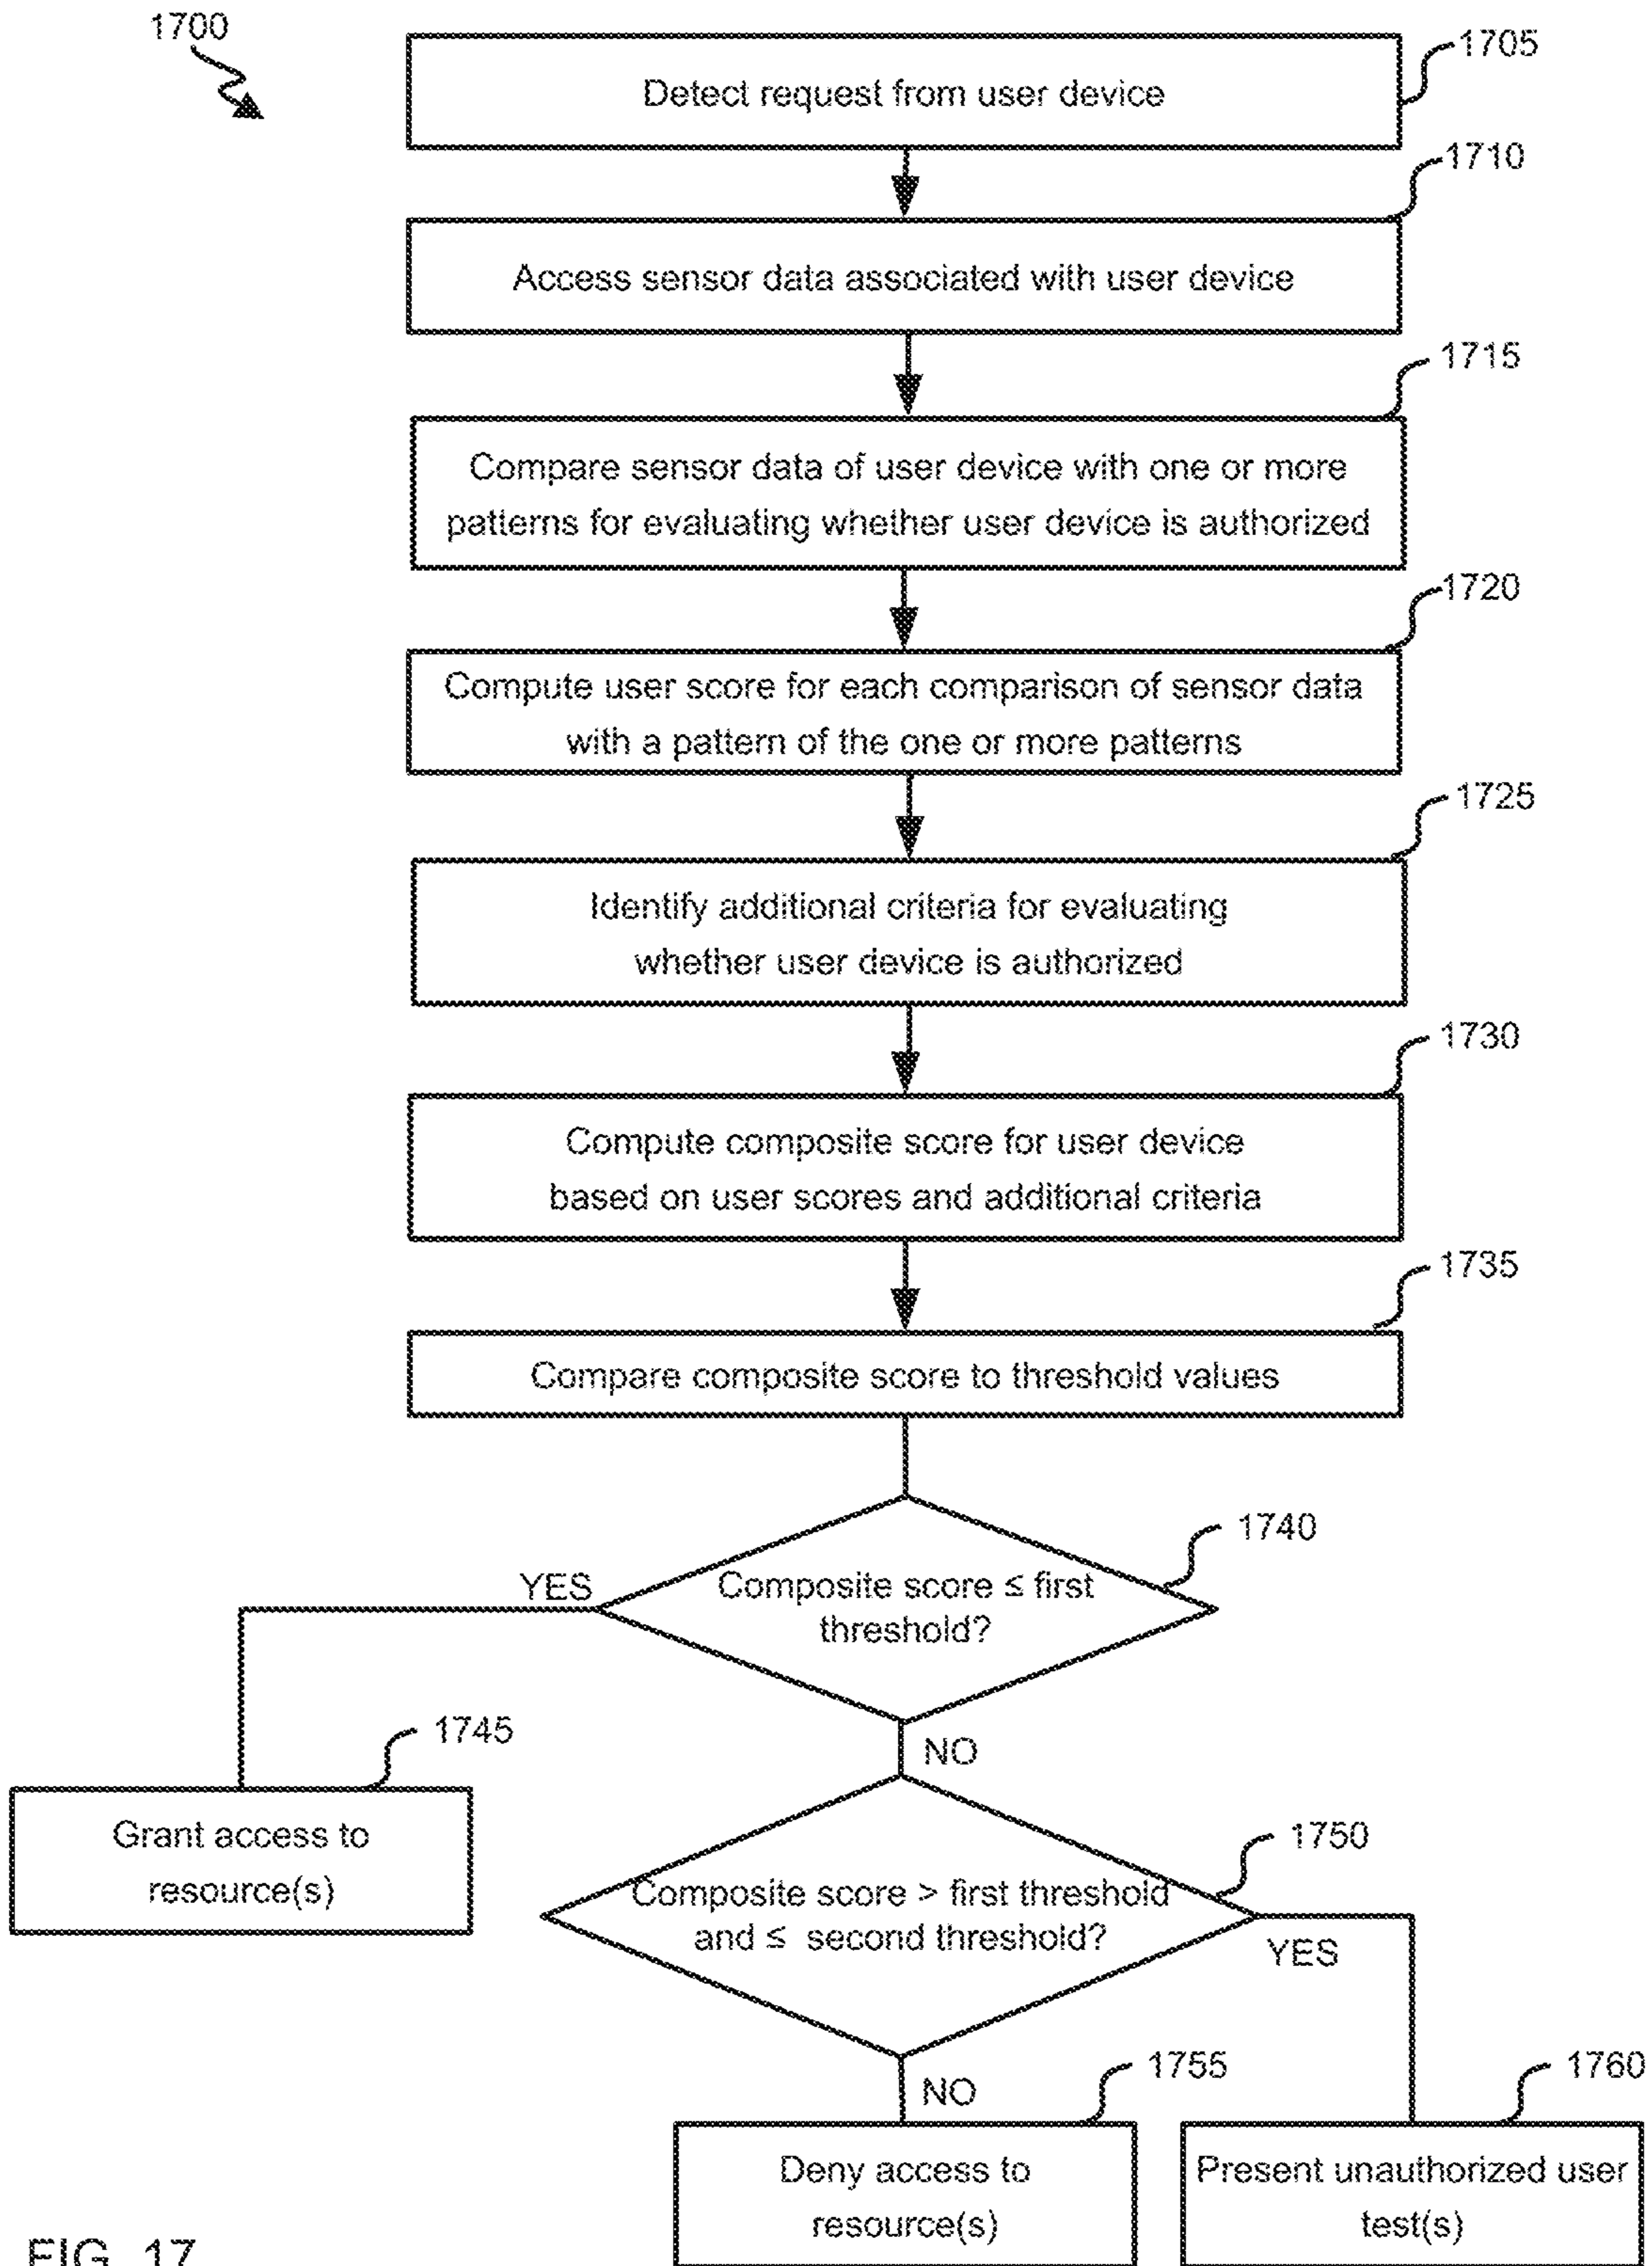 1700
1705
Detect request from user device
1710
Access sensor data associated with user device
1715
Compare sensor data of user device with one or more
patterns for evaluating whether user device is authorized
1720
Compute user score for each comparison of sensor data
with a pattern of the one or more patterns
1725
Identify additional criteria for evaluating
whether user device is authorized
1730
Compute composite score for user device
based on user scores and additional criteria
1735
Compare composite score to threshold values
1740
YES
Composite score ≤ first
threshold?
1745
NO
Grant access to
resource(s)
1750
Composite score > first threshold
and ≤ second threshold?
YES
1755
1760
NO
Deny access to
resource(s)
Present unauthorized user
test(s)
FIG. 17